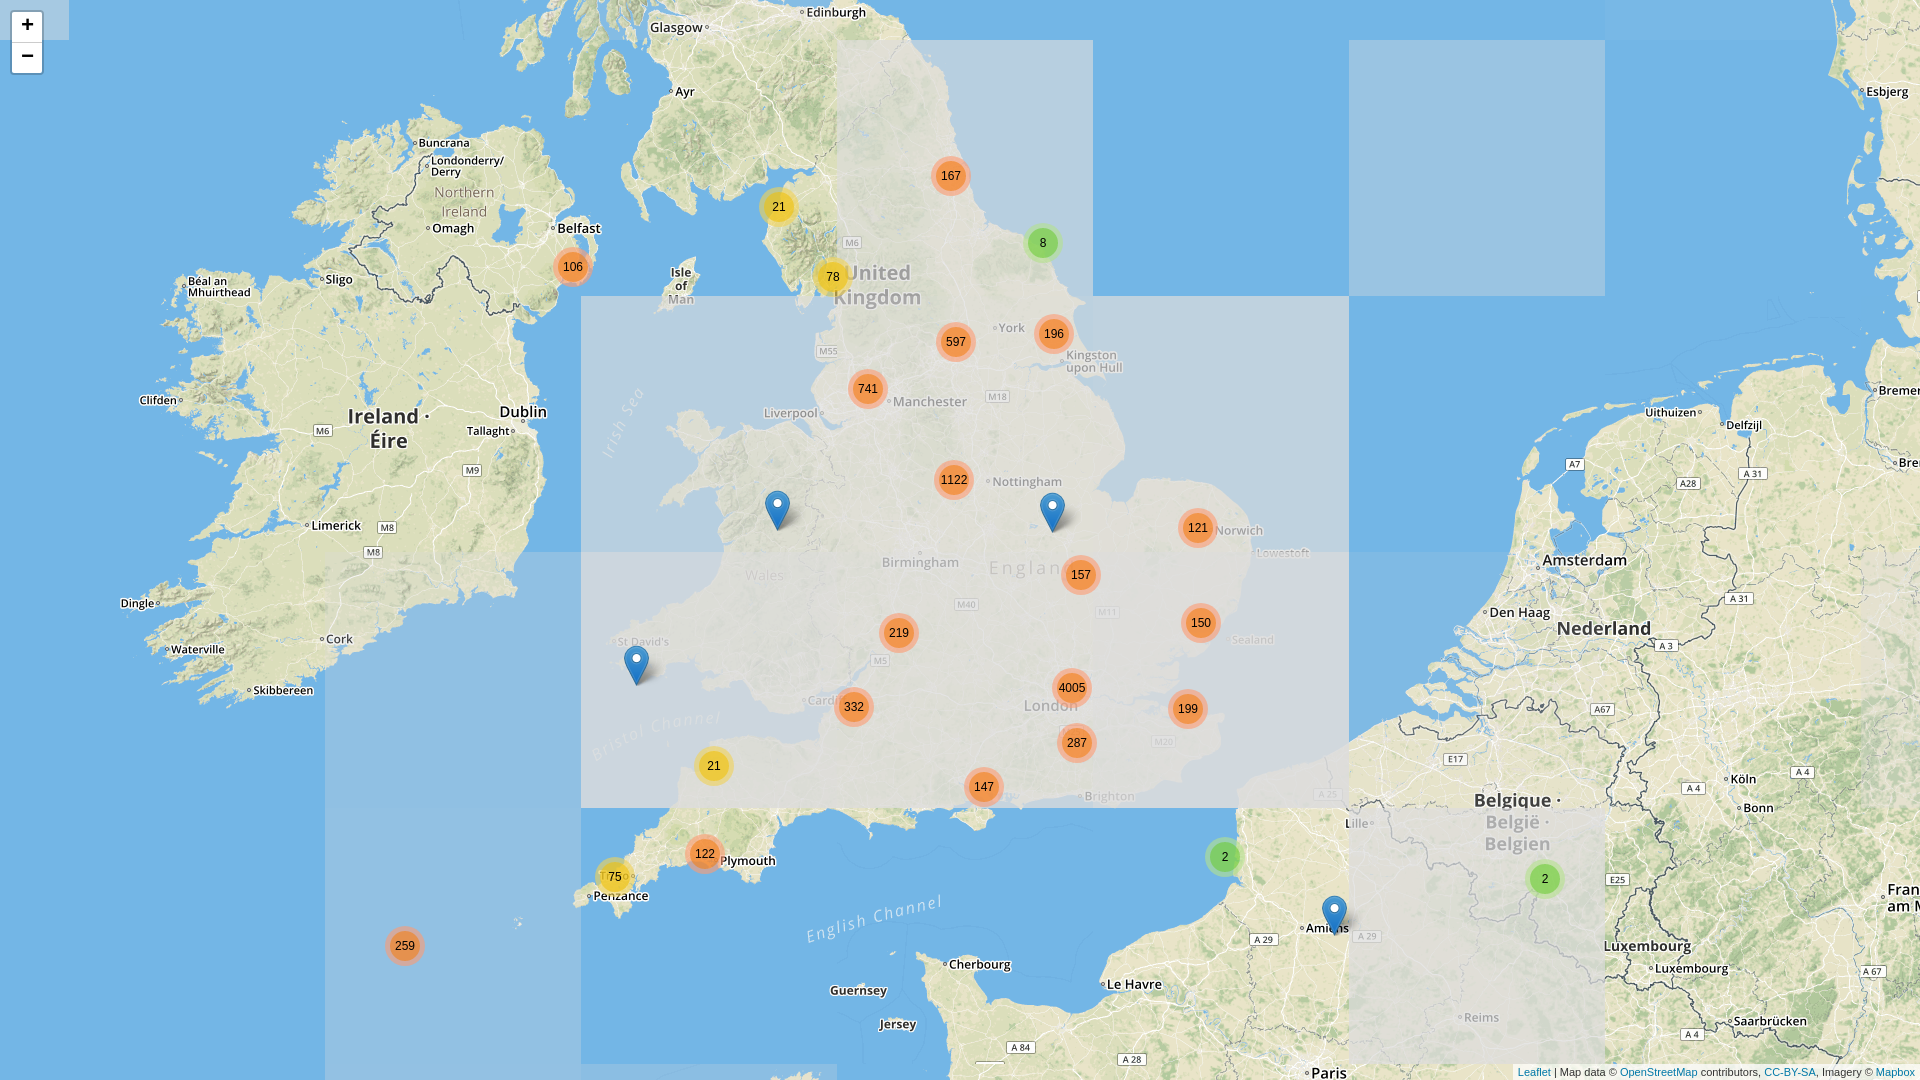 +
−
Edinburgh
Glasgow
Ayr
Esbjerg
Buncrana
Londonderry/
Derry
167
Northern
Ireland
21
Omagh
Belfast
M6
8
106
Isle
of
Man
78
United
Kingdom
Sligo
Béal an
Mhuirthead
York
196
597
M55
Kingston
upon Hull
741
Manchester
M18
Clifden
Liverpool
Dublin
Ireland ·
Éire
M6
Tallaght
Irish Sea
Uithuizen
Delfzijl
Bremer
A7
A 31
A28
Bre
M9
1122
Nottingham
Limerick
M8
M8
121
Norwich
Lowestoft
Birmingham
Wales
Englan
157
Amsterdam
Dingle
M40
M11
A 31
Den Haag
Nederland
Cork
St David's
219
150
Sealand
A 3
Waterville
M5
Skibbereen
4005
London
Cardif
332
199
A67
Bristol Channel
287
M20
E17
21
147
Brighton
A 25
Köln
A 4
A 4
Bonn
Belgique ·
België ·
Belgien
Lille
122
Plymouth
2
75
Penzance
2
E25
Fran
am M
English Channel
259
Amiens
A 29
A 29
Luxembourg
Luxembourg
A 67
Cherbourg
Le Havre
Guernsey
Jersey
Reims
Saarbrücken
A 4
A 84
A 28
Paris
Leaflet | Map data © OpenStreetMap contributors, CC-BY-SA, Imagery © Mapbox